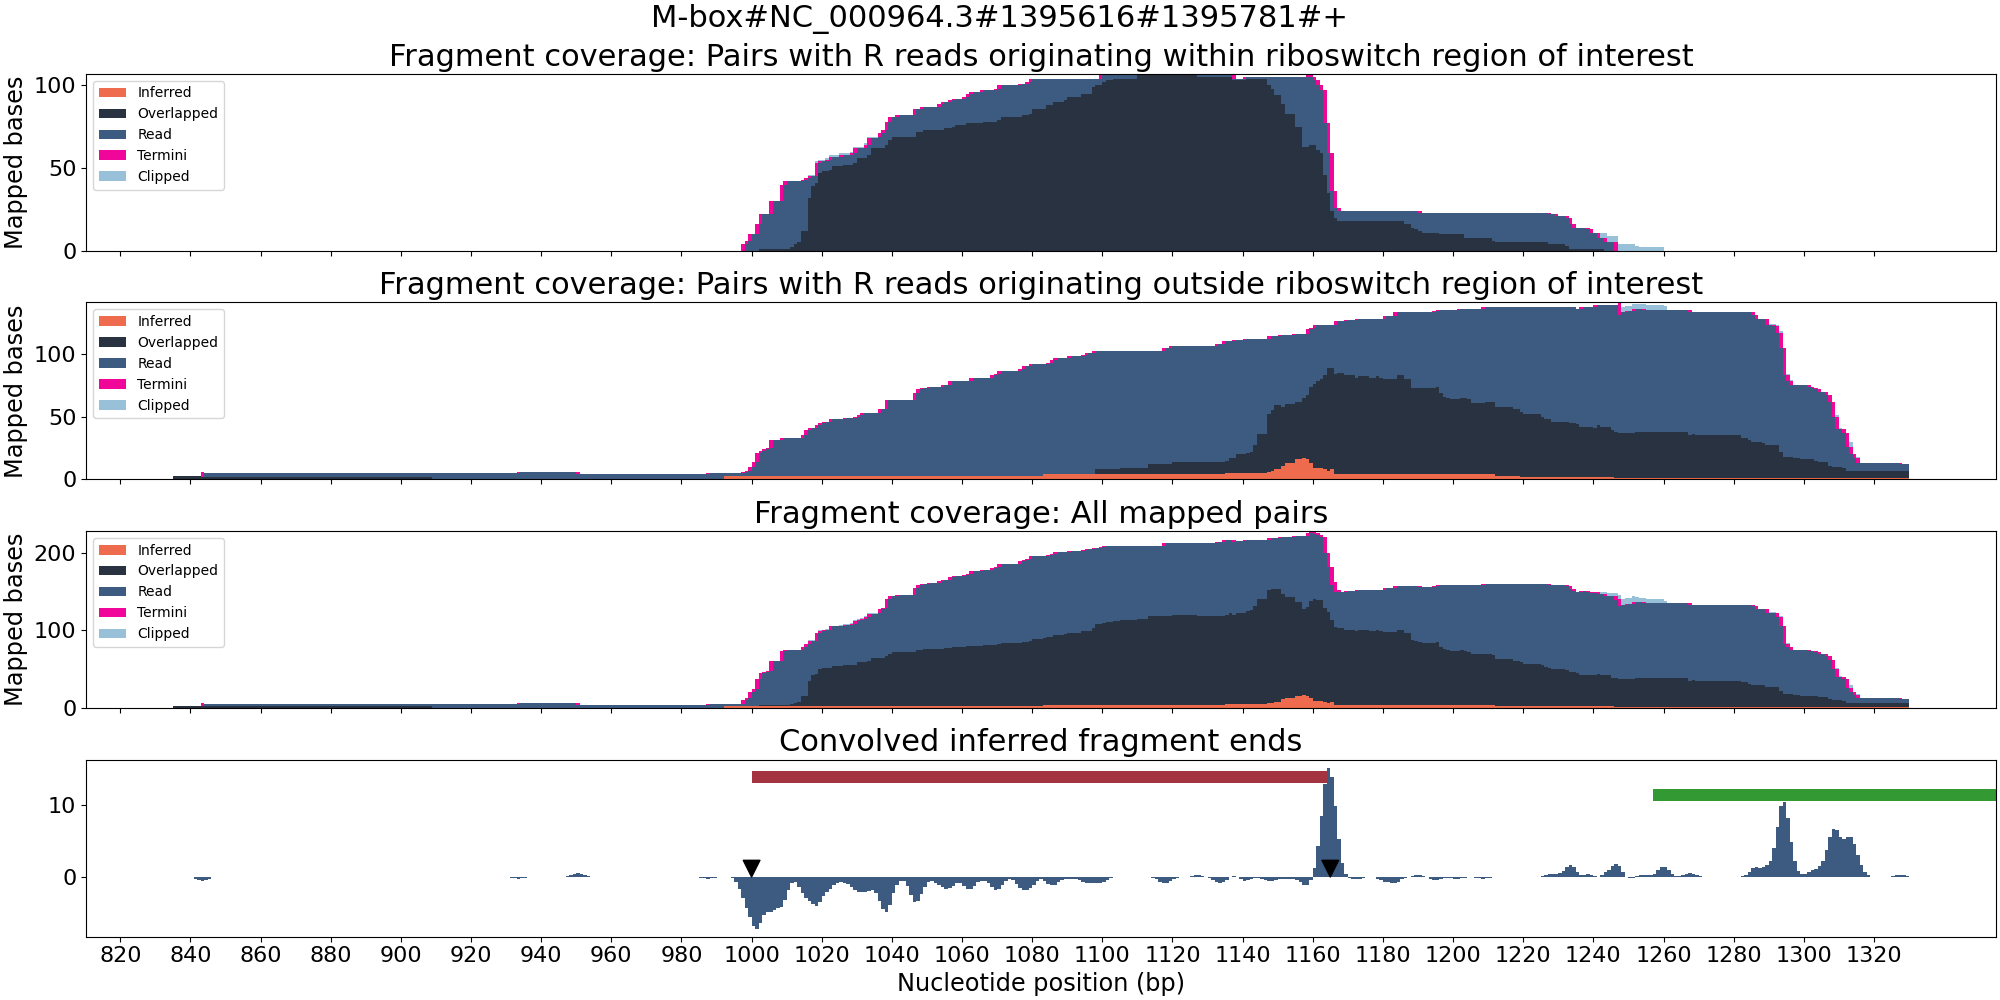 M-box#NC_000964.3#1395616#1395781#+
Fragment coverage: Pairs with R reads originating within riboswitch region of interest
Mapped bases
100
50
0
Inferred
Overlapped
Read
Termini
Clipped
Fragment coverage: Pairs with R reads originating outside riboswitch region of interest
Mapped bases
100
50
0
Inferred
Overlapped
Read
Termini
Clipped
Fragment coverage: All mapped pairs
Mapped bases
200
100
0
Inferred
Overlapped
Read
Termini
Clipped
Convolved inferred fragment ends
10
0
820 840 860 880 900 920 940 960 980 1000 1020 1040 1060 1080 1100 1120 1140 1160 1180 1200 1220 1240 1260 1280 1300 1320
Nucleotide position (bp)